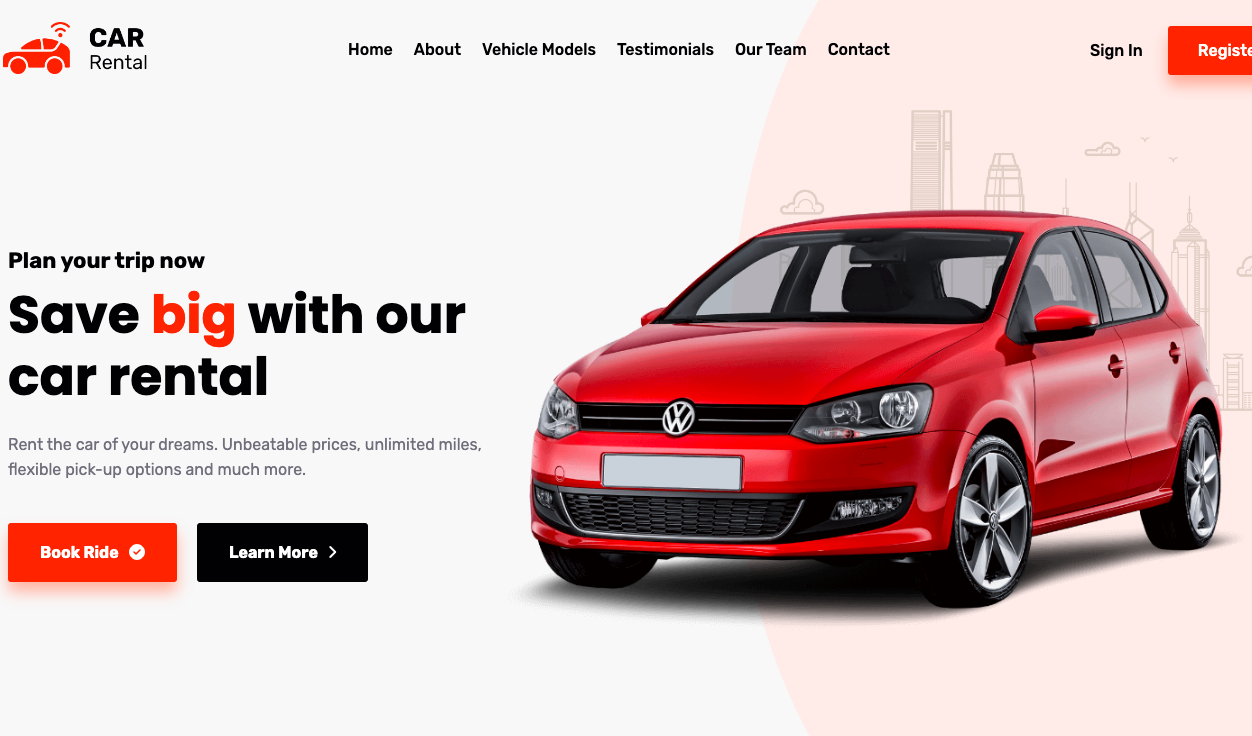 CAR
Rental
Home About Vehicle Models Testimonials Our Team Contact
Sign In
Registe
Plan your trip now
Save big with our
car rental
Rent the car of your dreams. Unbeatable prices, unlimited miles,
flexible pick-up options and much more.
Book Ride
Learn More